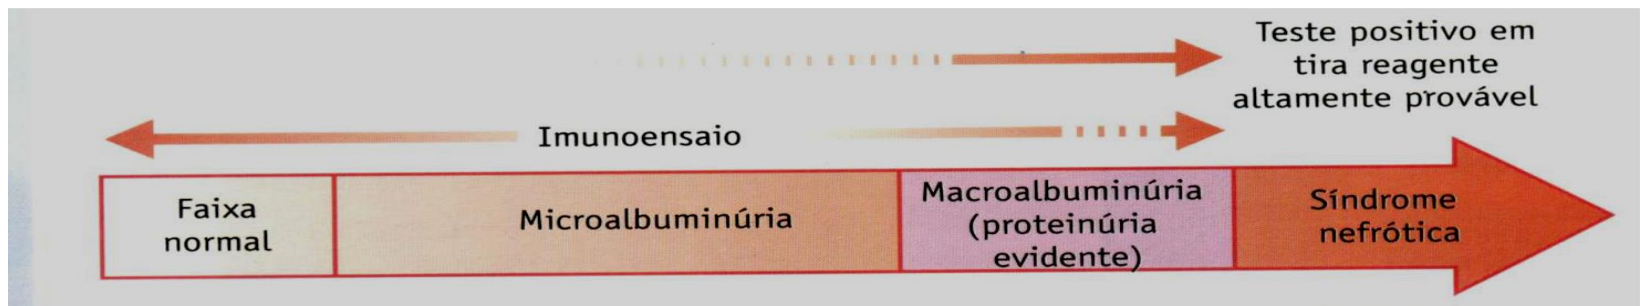 Teste positivo em
tira reagente
altamente provável
Imunoensaio
Faixa
normal
Microalbuminúria
Macroalbuminúria
(proteinúria
evidente)
Síndrome
nefrótica